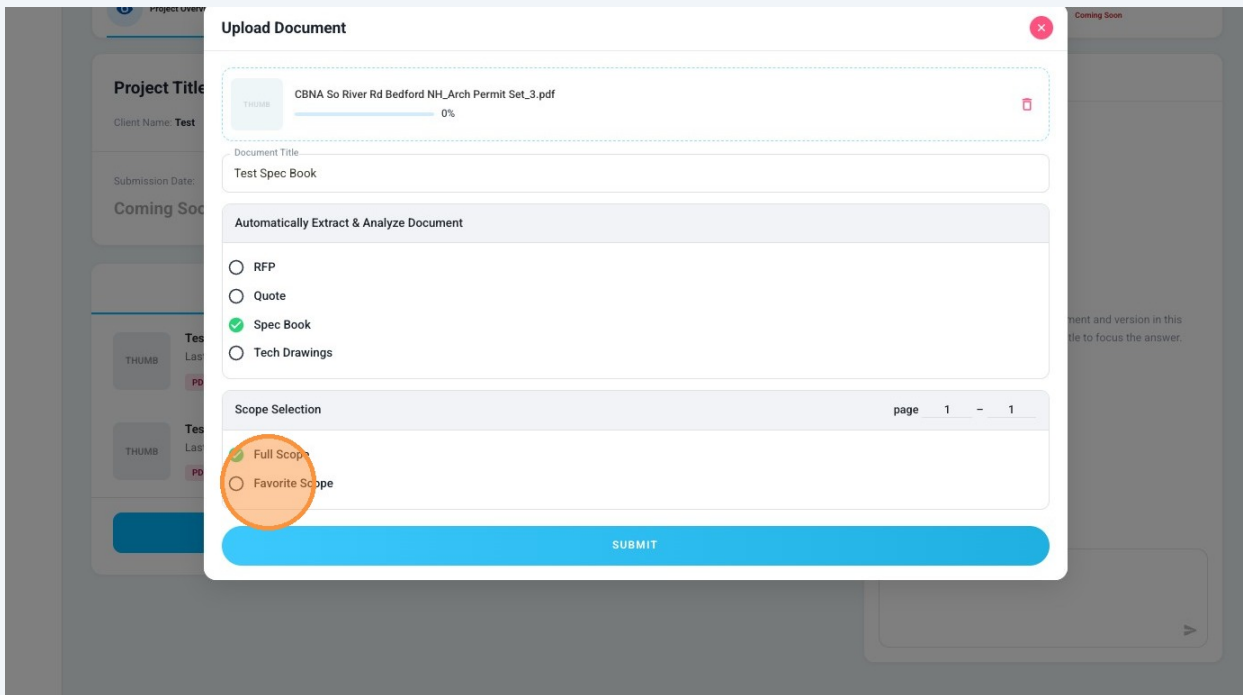 Project Overv
Coming Soon
Upload Document
THUMB
CBNA So River Rd Bedford NH_Arch Permit Set_3.pdf
0%
Document Title
Test Spec Book
Automatically Extract & Analyze Document
RFP
Quote
Spec Book
Tech Drawings
Scope Selection
page 1 – 1
Full Scope
Favorite Scope
SUBMIT
Project Title
Client Name: Test
Submission Date:
Coming Soo
THUMB
Tes
Las
PD
THUMB
Tes
Las
PD
ment and version in this
tle to focus the answer.